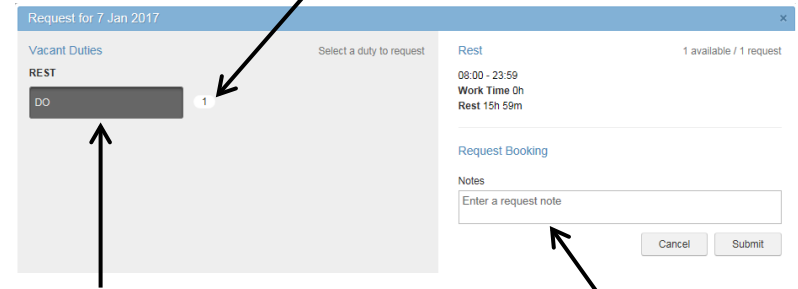 Request for 7 Jan 2017 ×
Vacant Duties Select a duty to request
REST
DO 1
Rest 1 available / 1 request
08:00 - 23:59
Work Time 0h
Rest 15h 59m
Request Booking
Notes
Enter a request note
Cancel Submit